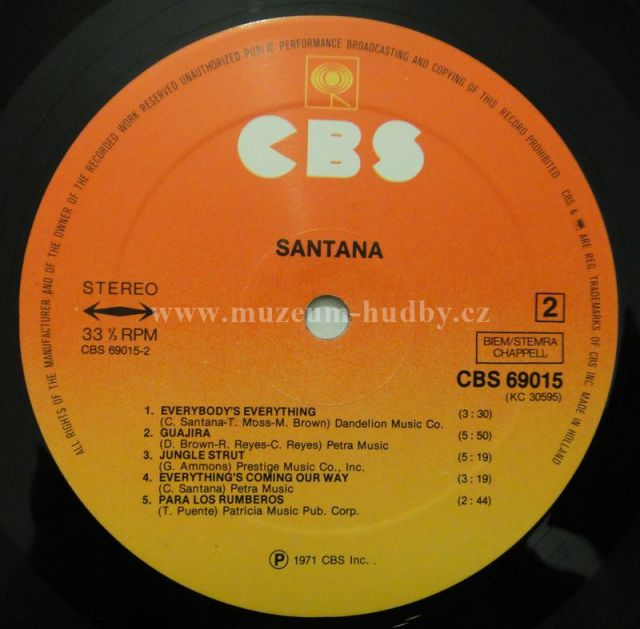 ALL RIGHTS OF THE MANUFACTURER AND OF THE OWNER OF THE RECORDED WORK RESERVED UNAUTHORIZED PUBLIC PERFORMANCE BROADCASTING AND COPYING OF THIS RECORD PROHIBITED
CBS & ARE REG. TRADEMARKS OF CBS INC. MADE IN HOLLAND
CBS
SANTANA
STEREO
33 ⅓ RPM
CBS 69015-2
www.muzeum-hudby.cz
2
BIEM/STEMRA
CHAPPELL
CBS 69015
(KC 30595)
1. EVERYBODY'S EVERYTHING (3 : 30)
(C. Santana-T. Moss-M. Brown) Dandelion Music Co.
2. GUAJIRA (5 : 50)
(D. Brown-R. Reyes-C. Reyes) Petra Music
3. JUNGLE STRUT (5 : 19)
(G. Ammons) Prestige Music Co., Inc.
4. EVERYTHING'S COMING OUR WAY (3 : 19)
(C. Santana) Petra Music
5. PARA LOS RUMBEROS (2 : 44)
(T. Puente) Patricia Music Pub. Corp.
Ⓟ 1971 CBS Inc. .